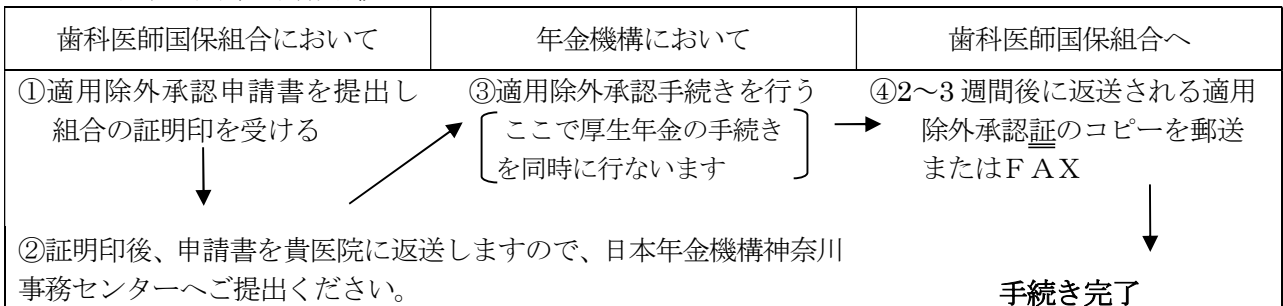 歯科医師国保組合において
年金機構において
歯科医師国保組合へ
①適用除外承認申請書を提出し
組合の証明印を受ける
②証明印後、申請書を貴医院に返送しますので、日本年金機構神奈川
事務センターへご提出ください。
③適用除外承認手続きを行う
ここで厚生年金の手続き
を同時に行ないます
④2～3 週間後に返送される適用
除外承認証のコピーを郵送
またはＦＡＸ
手続き完了